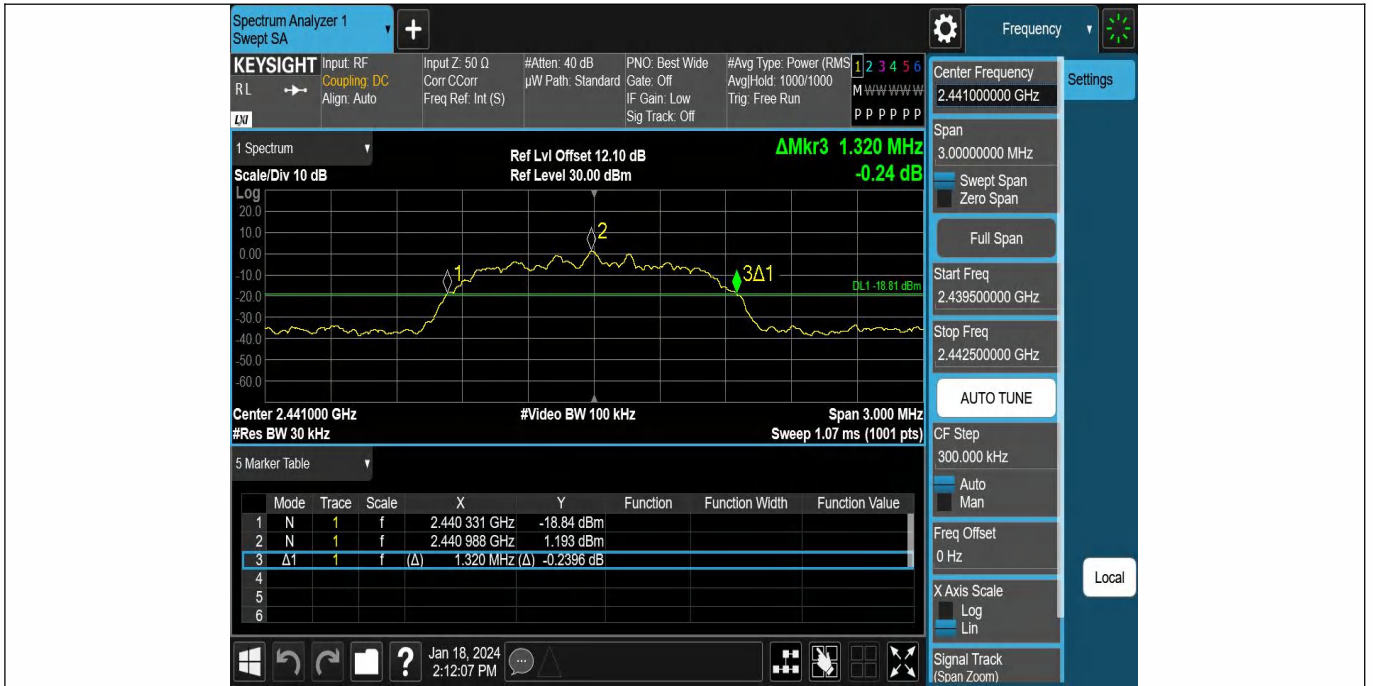 Spectrum Analyzer 1
Swept SA
+
Frequency
KEYSIGHT
RL
LXI
Input: RF
Coupling: DC
Align: Auto
Input Z: 50 Ω
Corr CCorr
Freq Ref: Int (S)
#Atten: 40 dB
µW Path: Standard
PNO: Best Wide
Gate: Off
IF Gain: Low
Sig Track: Off
#Avg Type: Power (RMS
Avg|Hold: 1000/1000
Trig: Free Run
1 2 3 4 5 6
M W W W W W
P P P P P P
1 Spectrum
Scale/Div 10 dB
Ref Lvl Offset 12.10 dB
Ref Level 30.00 dBm
ΔMkr3 1.320 MHz
-0.24 dB
Log
20.0
10.0
0.00
-10.0
-20.0
-30.0
-40.0
-50.0
-60.0
1
2
3Δ1
DL1 -18.81 dBm
Center 2.441000 GHz
#Video BW 100 kHz
Span 3.000 MHz
#Res BW 30 kHz
Sweep 1.07 ms (1001 pts)
5 Marker Table
Mode Trace Scale X Y Function Function Width Function Value
1 N 1 f 2.440 331 GHz -18.84 dBm
2 N 1 f 2.440 988 GHz 1.193 dBm
3 Δ1 1 f (Δ) 1.320 MHz (Δ) -0.2396 dB
4
5
6
?
Jan 18, 2024
2:12:07 PM
Center Frequency
2.441000000 GHz
Settings
Span
3.00000000 MHz
Swept Span
Zero Span
Full Span
Start Freq
2.439500000 GHz
Stop Freq
2.442500000 GHz
AUTO TUNE
CF Step
300.000 kHz
Auto
Man
Freq Offset
0 Hz
Local
X Axis Scale
Log
Lin
Signal Track
(Span Zoom)